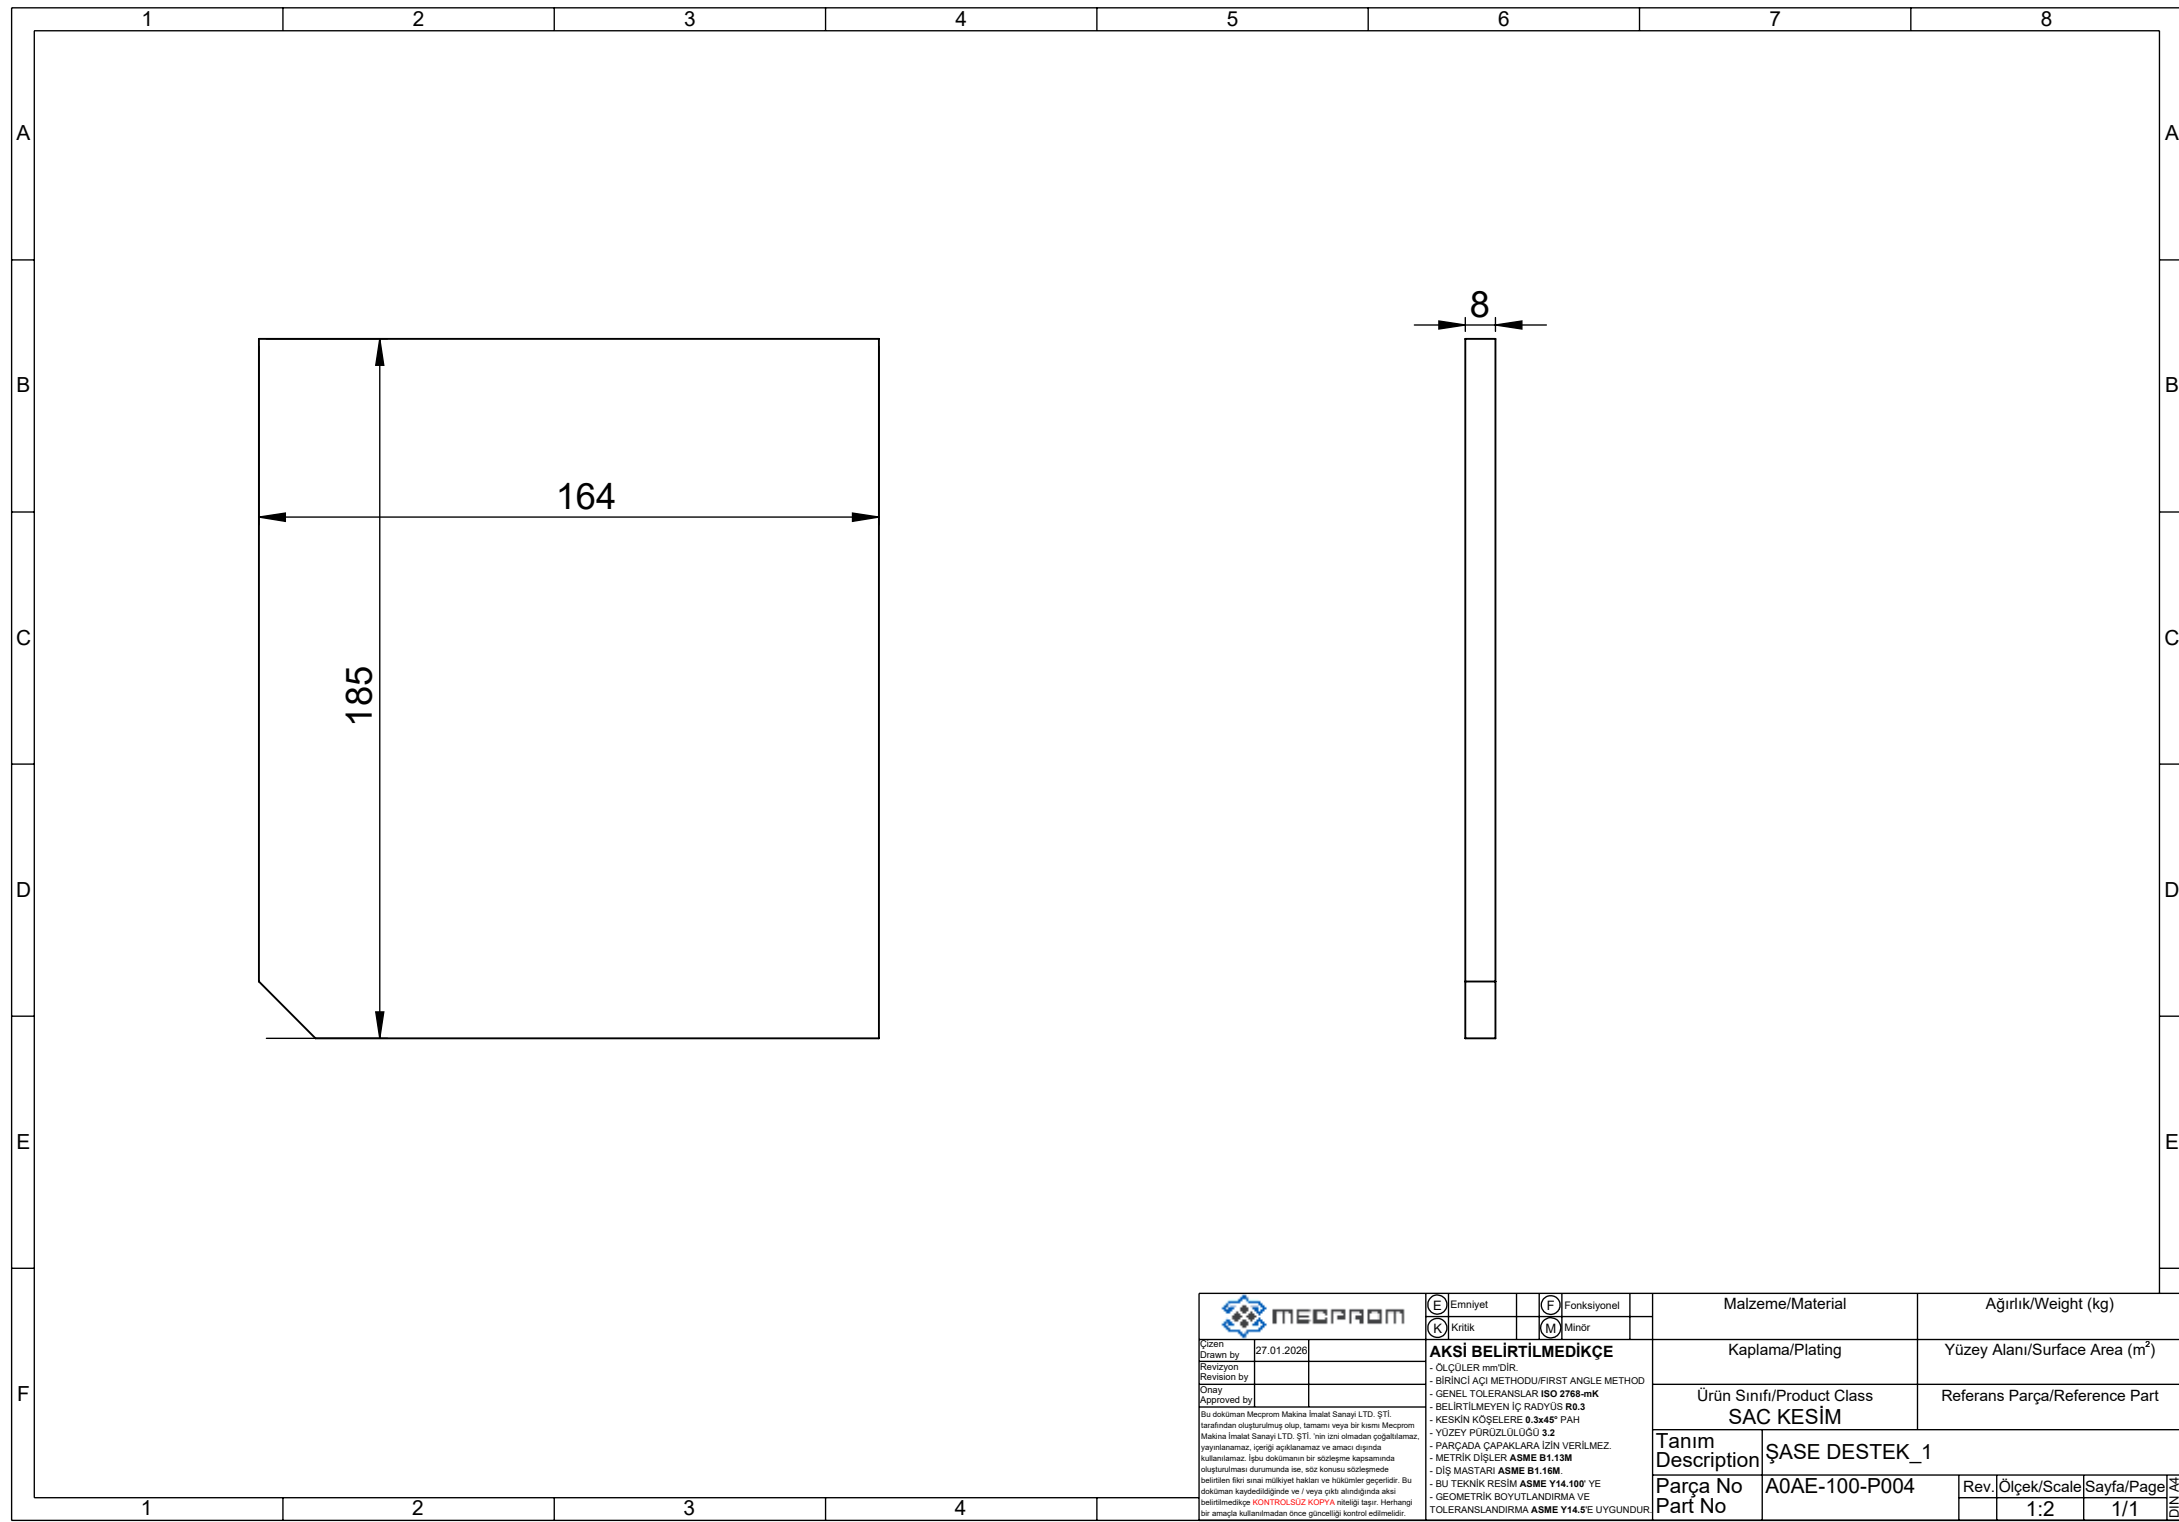 1 2 3 4 5 6 7 8
A A
8
B B
164
C C
185
D D
E E
F
MECPROM
E Emniyet F Fonksiyonel
K Kritik M Minör
Malzeme/Material
Ağırlık/Weight (kg)
Çizen
Drawn by
27.01.2026
Revizyon
Revision by
Onay
Approved by
Bu doküman Mecprom Makina İmalat Sanayi LTD. ŞTİ.
tarafından oluşturulmuş olup, tamamı veya bir kısmı Mecprom
Makina İmalat Sanayi LTD. ŞTİ. 'nin izni olmadan çoğaltılamaz,
yayınlanamaz, içeriği açıklanamaz ve amacı dışında
kullanılamaz. İşbu dokümanın bir sözleşme kapsamında
oluşturulması durumunda ise, söz konusu sözleşmede
belirtilen fikri sınai mülkiyet hakları ve hükümler geçerlidir. Bu
doküman kaydedildiğinde ve / veya çıktı alındığında aksi
belirtilmedikçe KONTROLSÜZ KOPYA niteliği taşır. Herhangi
bir amaçla kullanılmadan önce güncelliği kontrol edilmelidir.
AKSİ BELİRTİLMEDİKÇE
- ÖLÇÜLER mm'DİR.
- BİRİNCİ AÇI METHODU/FIRST ANGLE METHOD
- GENEL TOLERANSLAR ISO 2768-mK
- BELİRTİLMEYEN İÇ RADYÜS R0.3
- KESKİN KÖŞELERE 0.3x45° PAH
- YÜZEY PÜRÜZLÜLÜĞÜ 3.2
- PARÇADA ÇAPAKLARA İZİN VERİLMEZ.
- METRİK DİŞLER ASME B1.13M
- DİŞ MASTARI ASME B1.16M.
- BU TEKNİK RESİM ASME Y14.100' YE
- GEOMETRİK BOYUTLANDIRMA VE
TOLERANSLANDIRMA ASME Y14.5'E UYGUNDUR.
Kaplama/Plating
Yüzey Alanı/Surface Area (m²)
Ürün Sınıfı/Product Class
SAC KESİM
Referans Parça/Reference Part
Tanım
Description
ŞASE DESTEK_1
Parça No
Part No
A0AE-100-P004
Rev. Ölçek/Scale Sayfa/Page
1:2 1/1
DIN A4
1 2 3 4